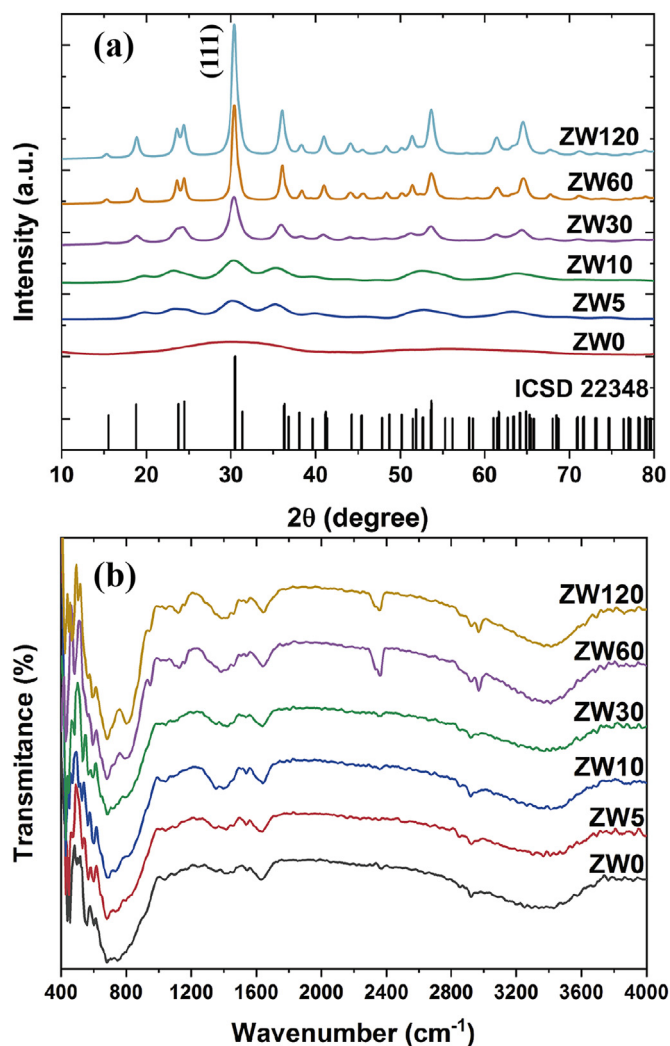 (a)
(111)
ZW120
ZW60
ZW30
ZW10
ZW5
ZW0
ICSD 22348
Intensity (a.u.)
10 20 30 40 50 60 70 80
2θ (degree)
(b)
ZW120
ZW60
ZW30
ZW10
ZW5
ZW0
Transmitance (%)
400 800 1200 1600 2000 2400 2800 3200 3600 4000
Wavenumber (cm⁻¹)